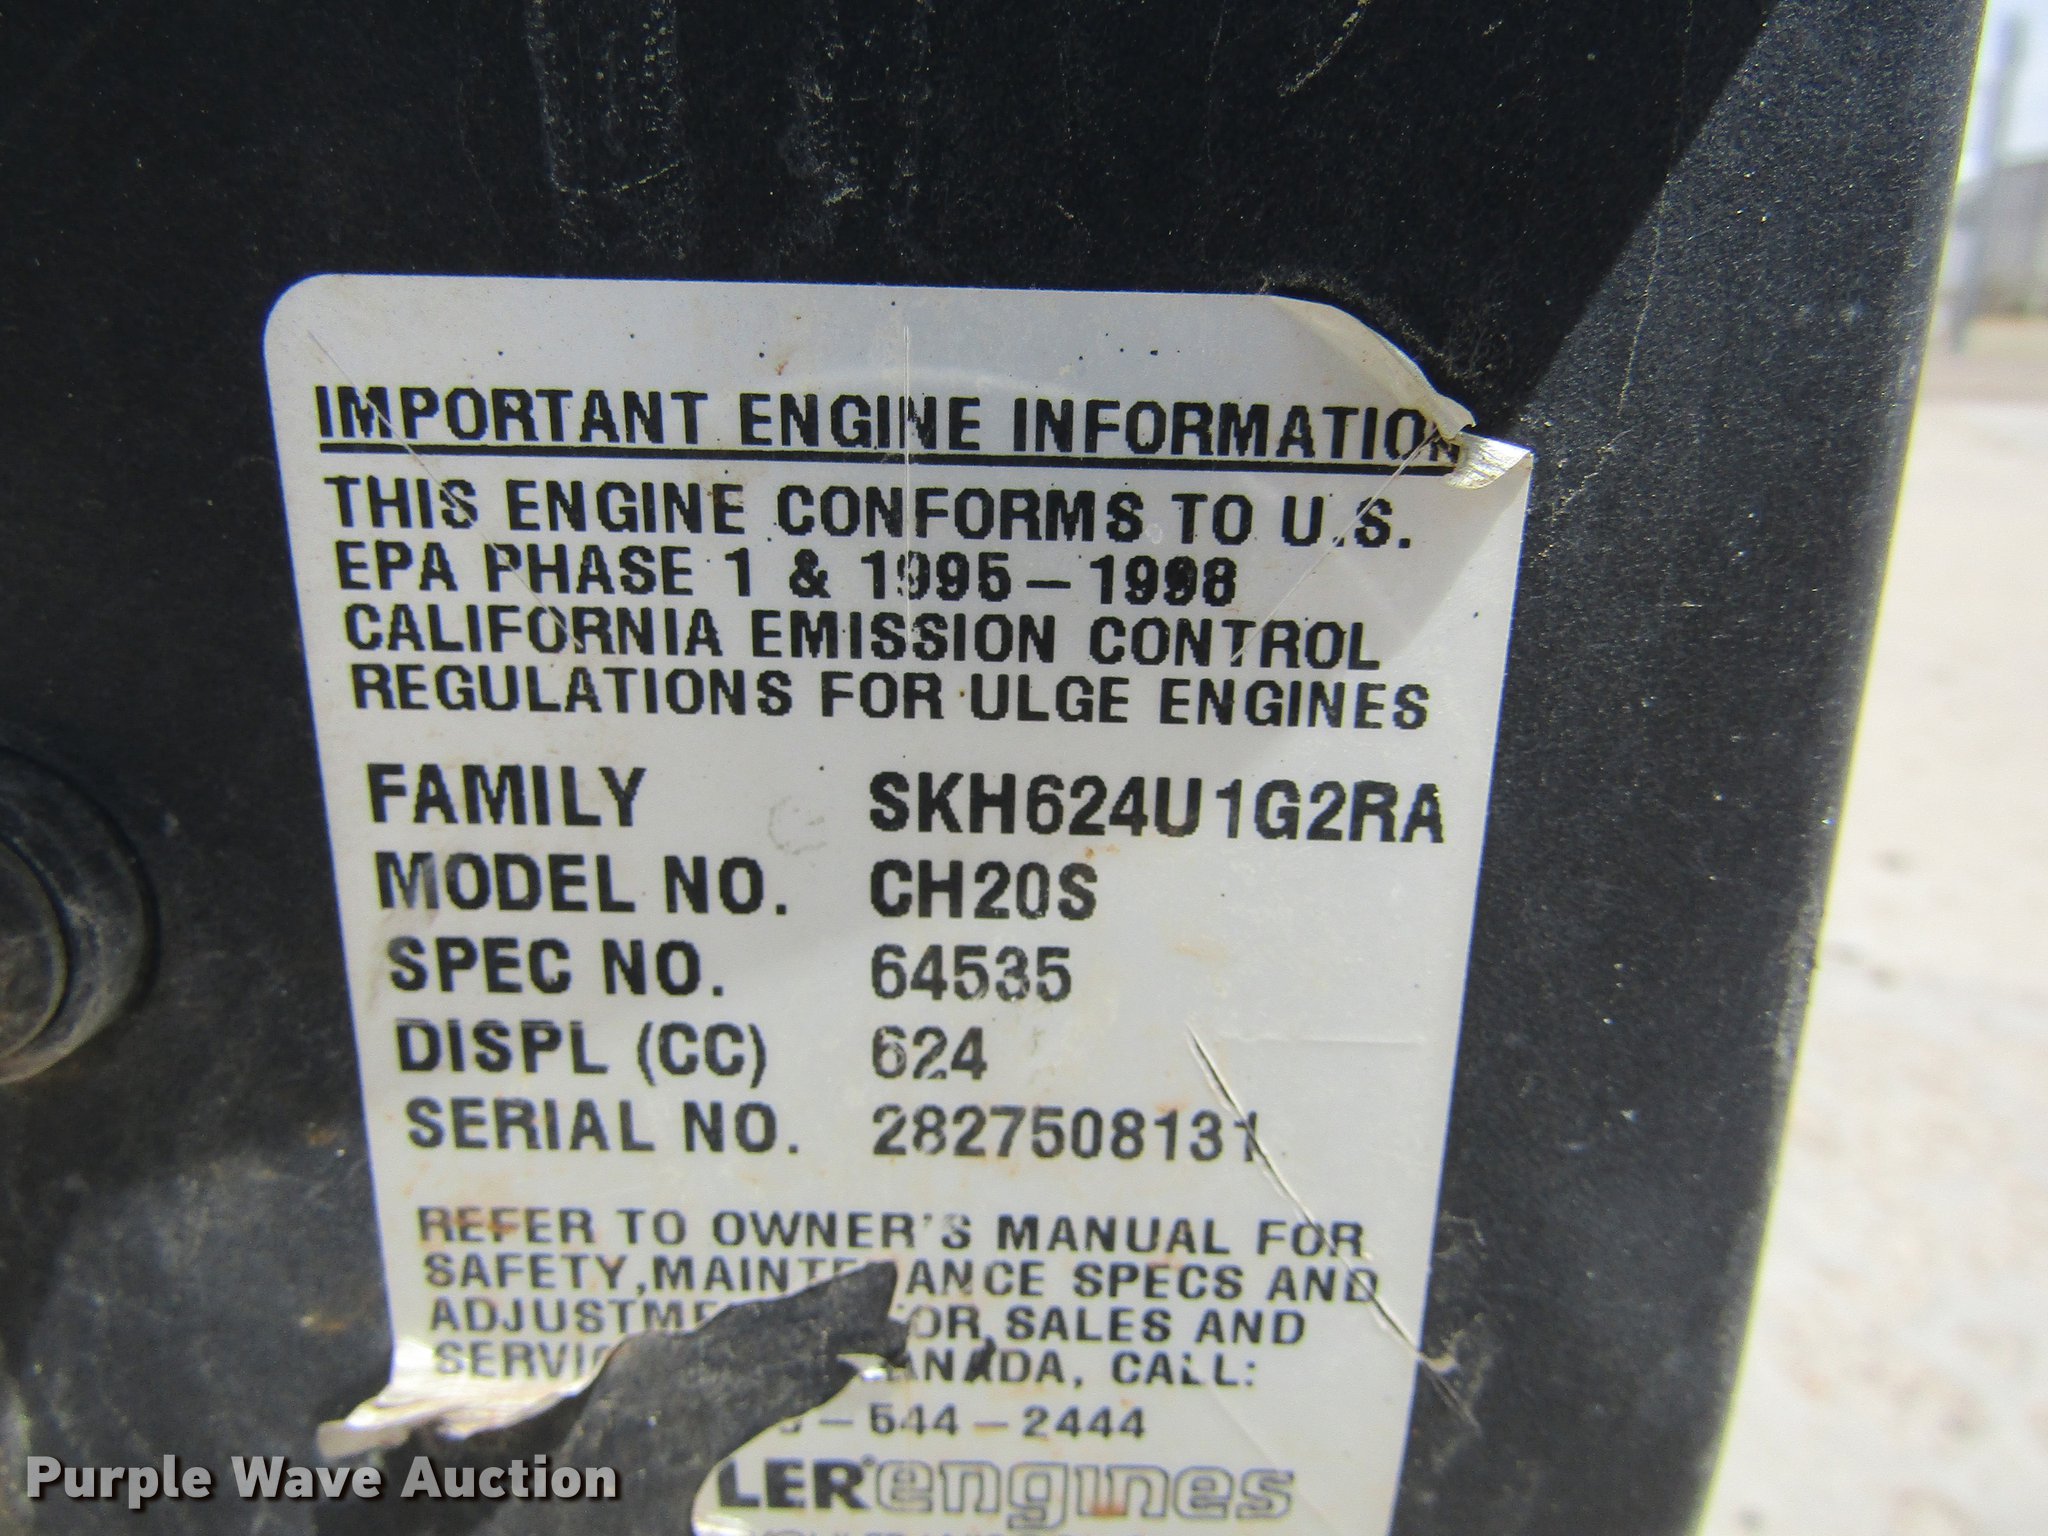 IMPORTANT ENGINE INFORMATION
THIS ENGINE CONFORMS TO U.S.
EPA PHASE 1 & 1995-1998
CALIFORNIA EMISSION CONTROL
REGULATIONS FOR ULGE ENGINES
FAMILY SKH624U1G2RA
MODEL NO. CH20S
SPEC NO. 64535
DISPL (CC) 624
SERIAL NO. 2827508131
REFER TO OWNER'S MANUAL FOR
SAFETY, SPECS AND
SALES AND
CALL:
-544-2444
LER engines
Purple Wave Auction